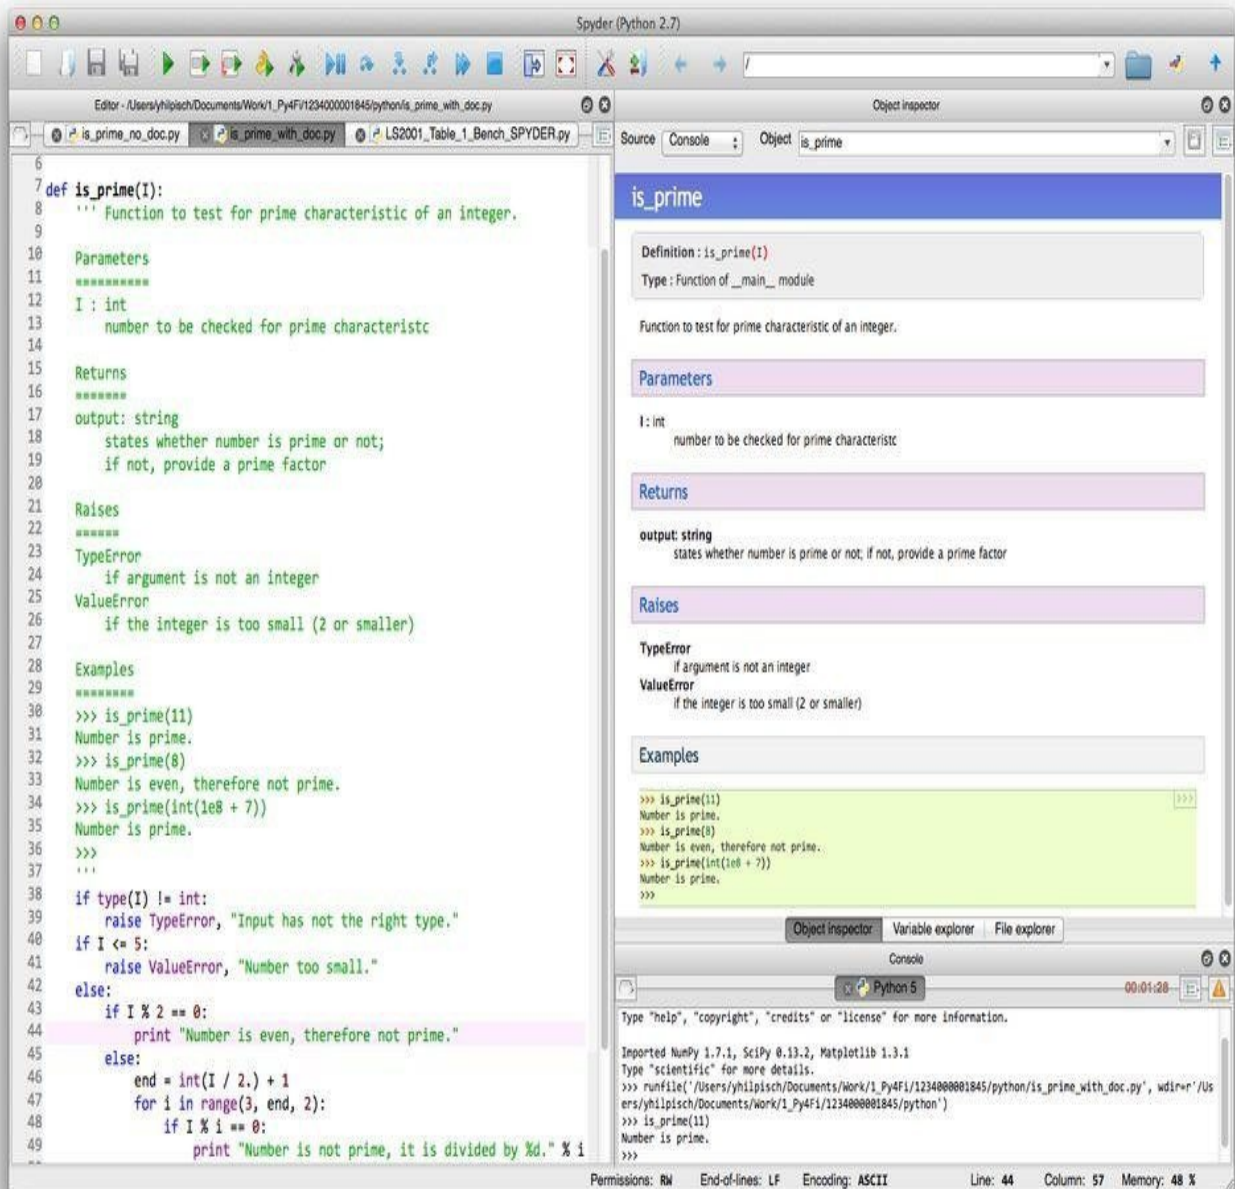 Spyder (Python 2.7)
/
Editor - /Users/yhilpisch/Documents/Work/1_Py4Fi/1234000001845/python/is_prime_with_doc.py
is_prime_no_doc.py
is_prime_with_doc.py
LS2001_Table_1_Bench_SPYDER.py
6
7 def is_prime(I):
8 ''' Function to test for prime characteristic of an integer.
9
10 Parameters
11 ==========
12 I : int
13 number to be checked for prime characteristc
14
15 Returns
16 =======
17 output: string
18 states whether number is prime or not;
19 if not, provide a prime factor
20
21 Raises
22 ======
23 TypeError
24 if argument is not an integer
25 ValueError
26 if the integer is too small (2 or smaller)
27
28 Examples
29 ========
30 >>> is_prime(11)
31 Number is prime.
32 >>> is_prime(8)
33 Number is even, therefore not prime.
34 >>> is_prime(int(1e8 + 7))
35 Number is prime.
36 >>>
37 '''
38 if type(I) != int:
39 raise TypeError, "Input has not the right type."
40 if I <= 5:
41 raise ValueError, "Number too small."
42 else:
43 if I % 2 == 0:
44 print "Number is even, therefore not prime."
45 else:
46 end = int(I / 2.) + 1
47 for i in range(3, end, 2):
48 if I % i == 0:
49 print "Number is not prime, it is divided by %d." % i
Object inspector
Source Console Object is_prime
is_prime
Definition : is_prime(I)
Type : Function of __main__ module
Function to test for prime characteristic of an integer.
Parameters
I : int
number to be checked for prime characteristc
Returns
output: string
states whether number is prime or not; if not, provide a prime factor
Raises
TypeError
if argument is not an integer
ValueError
if the integer is too small (2 or smaller)
Examples
>>> is_prime(11)
>>>
Number is prime.
>>> is_prime(8)
Number is even, therefore not prime.
>>> is_prime(int(1e8 + 7))
Number is prime.
>>>
Object inspector Variable explorer File explorer
Console
Python 5
00:01:28
Type "help", "copyright", "credits" or "license" for more information.
Imported NumPy 1.7.1, SciPy 0.13.2, Matplotlib 1.3.1
Type "scientific" for more details.
>>> runfile('/Users/yhilpisch/Documents/Work/1_Py4Fi/1234000001845/python/is_prime_with_doc.py', wdir=r'/Us
ers/yhilpisch/Documents/Work/1_Py4Fi/1234000001845/python')
>>> is_prime(11)
Number is prime.
>>>
Permissions: RW End-of-lines: LF Encoding: ASCII Line: 44 Column: 57 Memory: 48 %